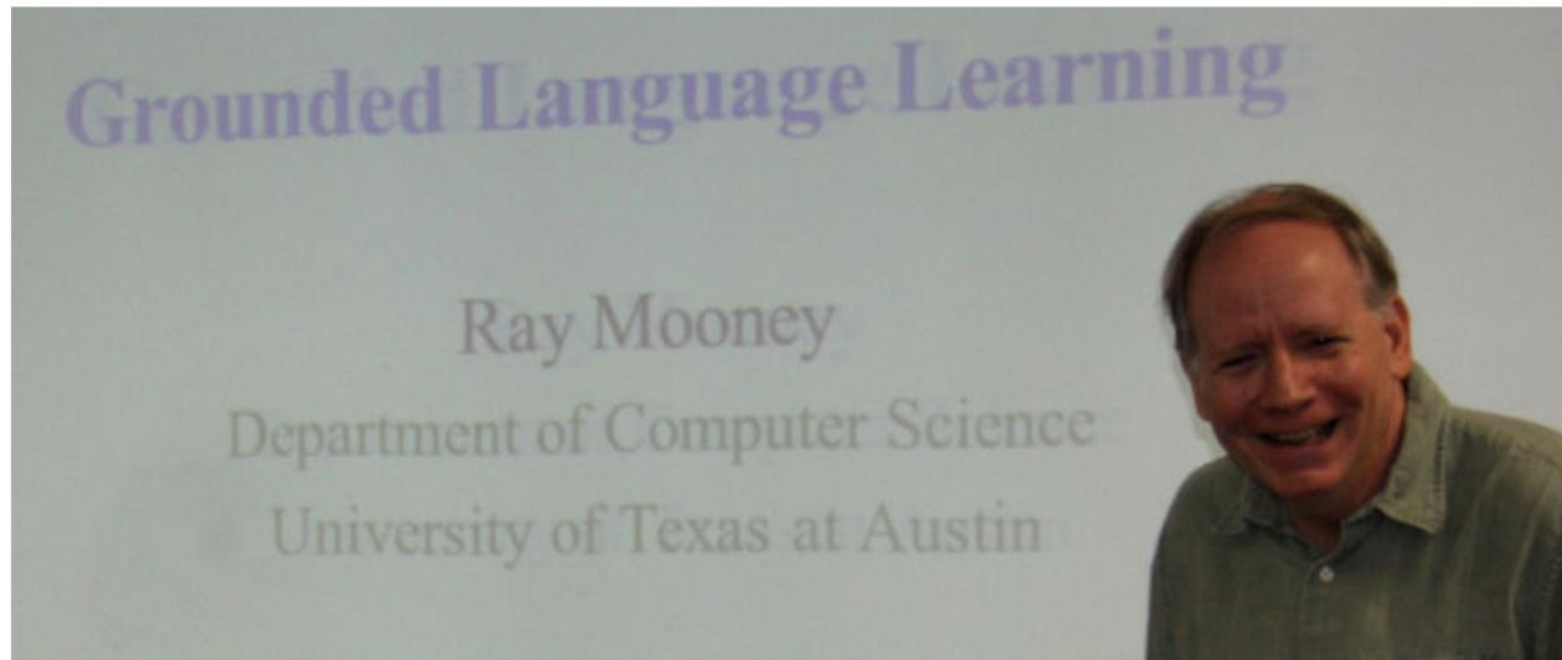 Grounded Language Learning
Ray Mooney
Department of Computer Science
University of Texas at Austin